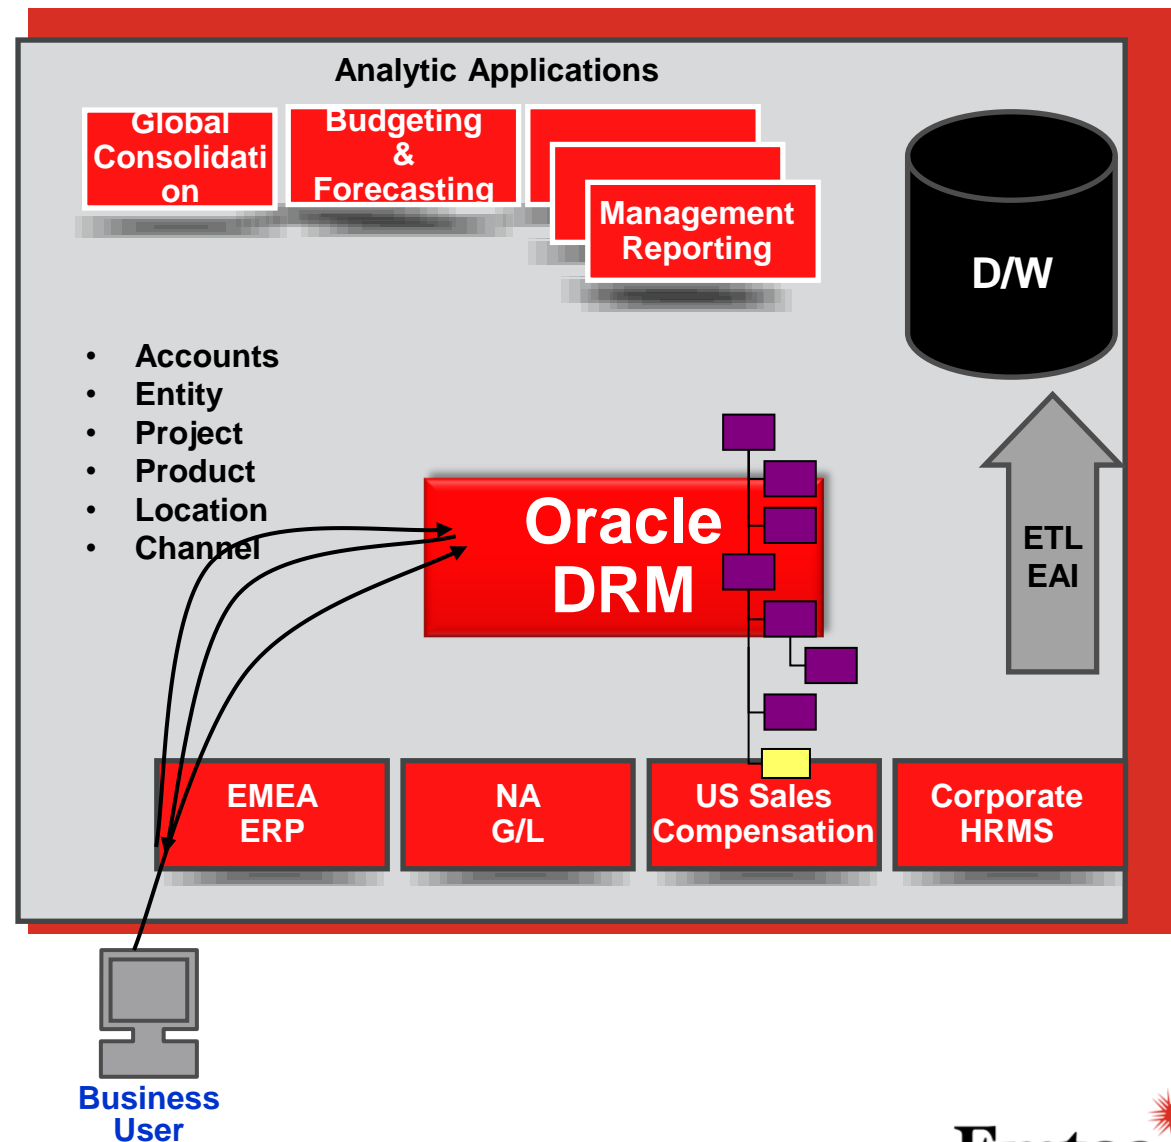 Analytic Applications
Global
Consolidati
on
Budgeting
&
Forecasting
Management
Reporting
D/W
• Accounts
• Entity
• Project
• Product
• Location
• Channel
Oracle
DRM
ETL
EAI
EMEA
ERP
NA
G/L
US Sales
Compensation
Corporate
HRMS
Business
User